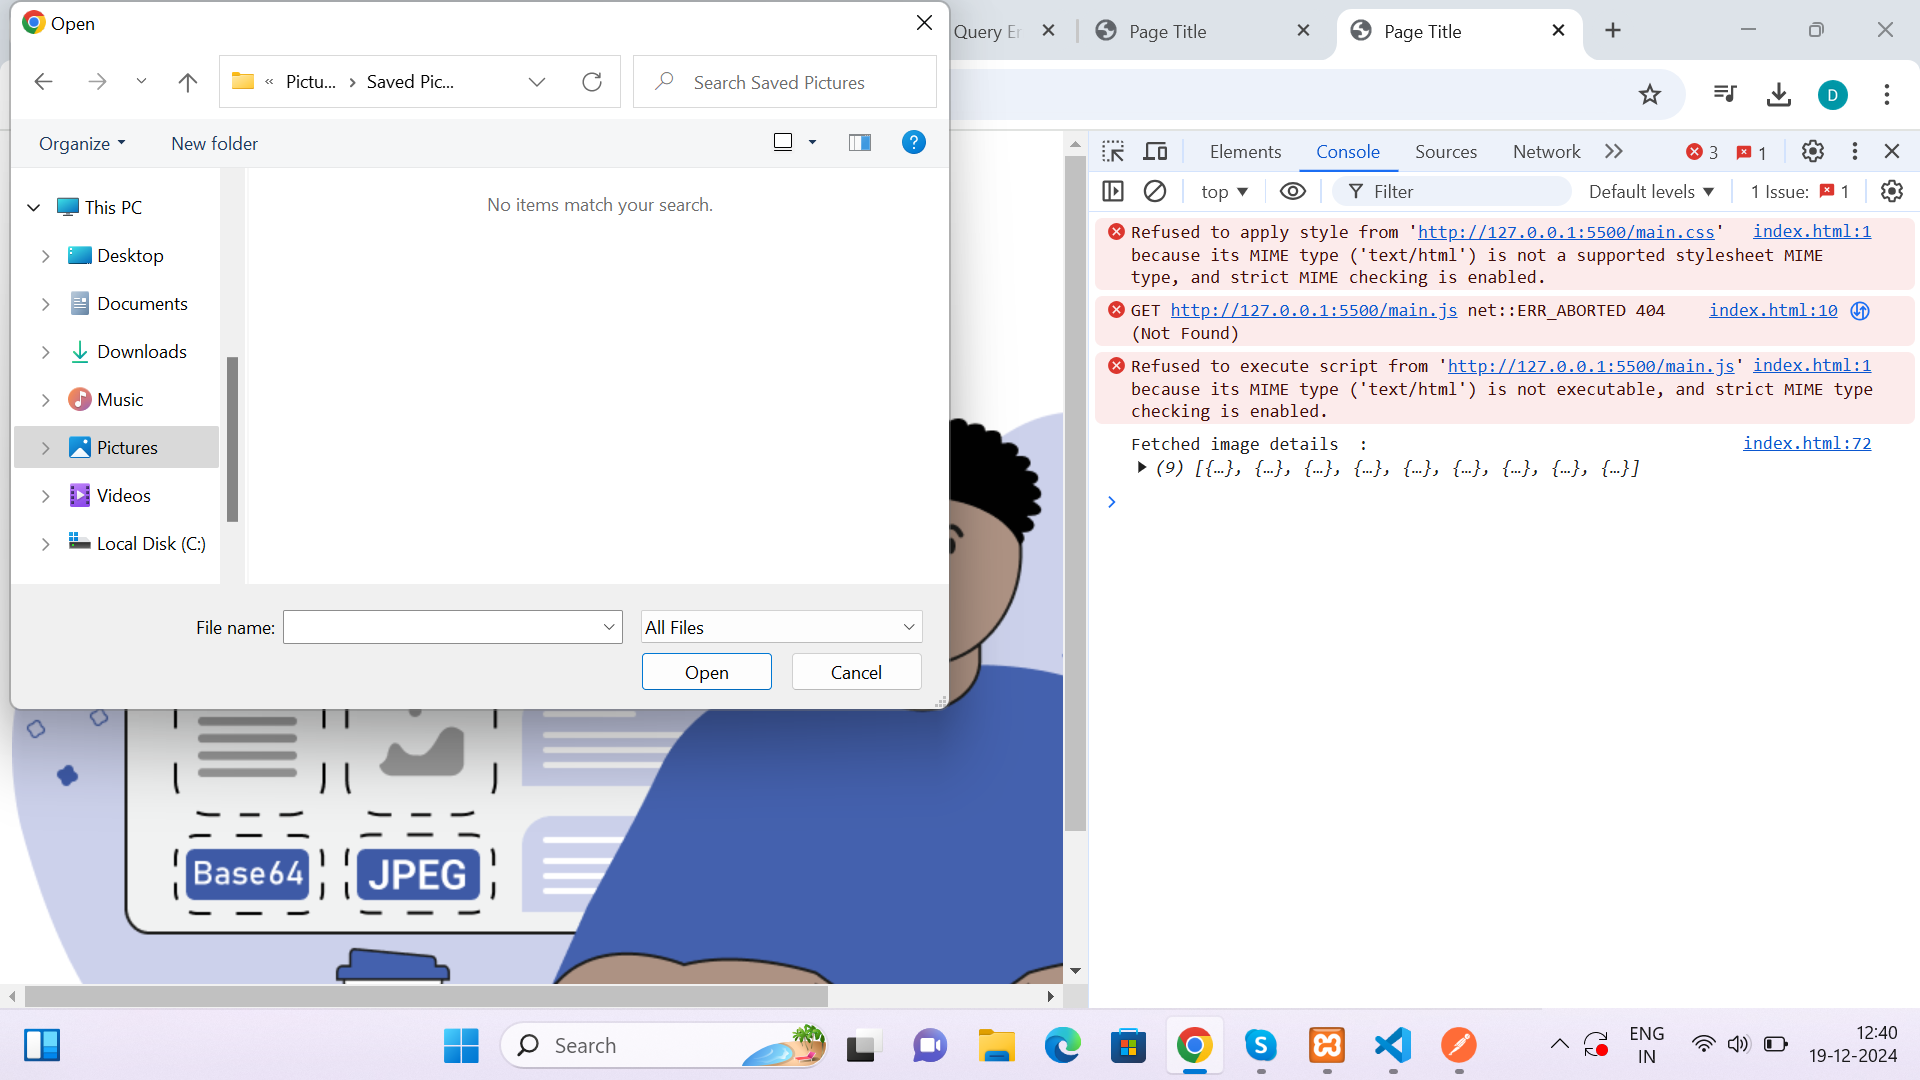 Open
Query Er
Page Title
Page Title
« Pictu... > Saved Pic...
Search Saved Pictures
D
Organize
New folder
?
Elements
Console
Sources
Network
3
1
top
Filter
Default levels
1 Issue:
1
No items match your search.
This PC
Desktop
Documents
Downloads
Music
Pictures
Videos
Local Disk (C:)
File name:
All Files
Open
Cancel
Refused to apply style from 'http://127.0.0.1:5500/main.css' index.html:1
because its MIME type ('text/html') is not a supported stylesheet MIME
type, and strict MIME checking is enabled.
GET http://127.0.0.1:5500/main.js net::ERR_ABORTED 404 index.html:10
(Not Found)
Refused to execute script from 'http://127.0.0.1:5500/main.js' index.html:1
because its MIME type ('text/html') is not executable, and strict MIME type
checking is enabled.
Fetched image details : index.html:72
(9) [{…}, {…}, {…}, {…}, {…}, {…}, {…}, {…}, {…}]
Base64
JPEG
Search
S
ENG
IN
12:40
19-12-2024